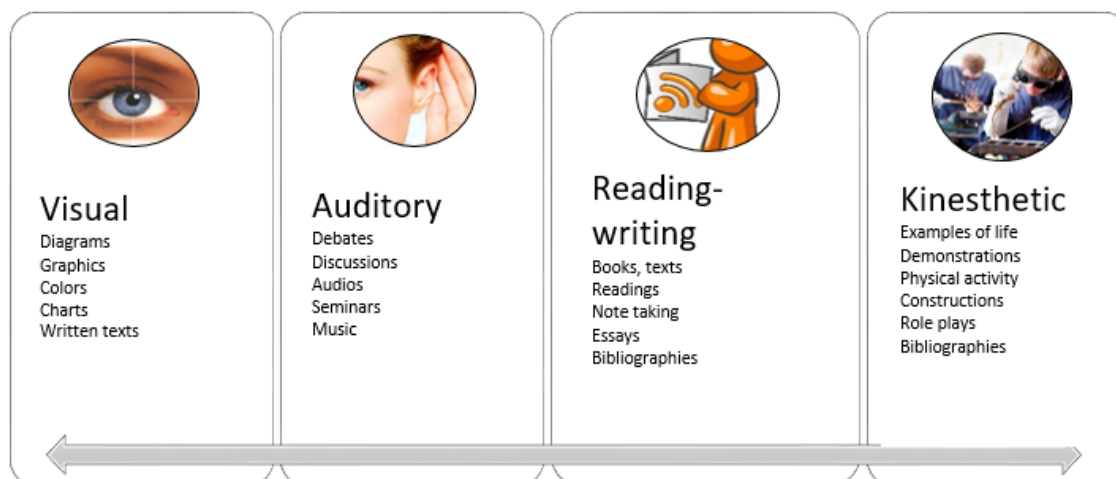 Visual
Diagrams
Graphics
Colors
Charts
Written texts
Auditory
Debates
Discussions
Audios
Seminars
Music
Reading-
writing
Books, texts
Readings
Note taking
Essays
Bibliographies
Kinesthetic
Examples of life
Demonstrations
Physical activity
Constructions
Role plays
Bibliographies